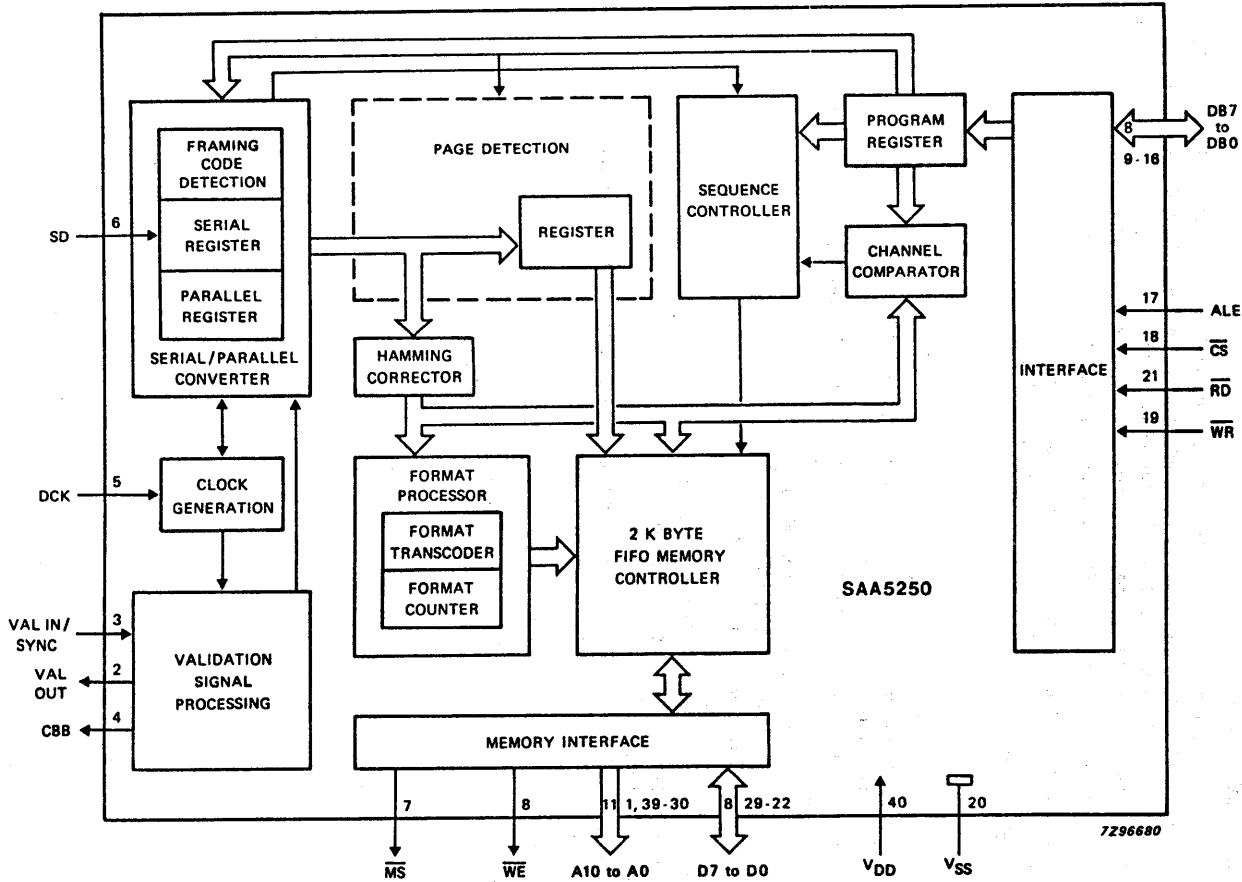 FRAMING
CODE
DETECTION
SERIAL
REGISTER
PARALLEL
REGISTER
SERIAL/PARALLEL
CONVERTER
PAGE DETECTION
REGISTER
SEQUENCE
CONTROLLER
PROGRAM
REGISTER
CHANNEL
COMPARATOR
INTERFACE
8
9 - 16
DB7
to
DB0
6
SD
17
ALE
18
CS
21
RD
19
WR
HAMMING
CORRECTOR
5
DCK
CLOCK
GENERATION
FORMAT
PROCESSOR
FORMAT
TRANSCODER
FORMAT
COUNTER
2 K BYTE
FIFO MEMORY
CONTROLLER
SAA5250
3
VAL IN/
SYNC
2
VAL
OUT
4
CBB
VALIDATION
SIGNAL
PROCESSING
MEMORY INTERFACE
7
8
11
1, 39-30
8
29-22
40
20
7Z96680
MS
WE
A10 to A0
D7 to D0
VDD
VSS